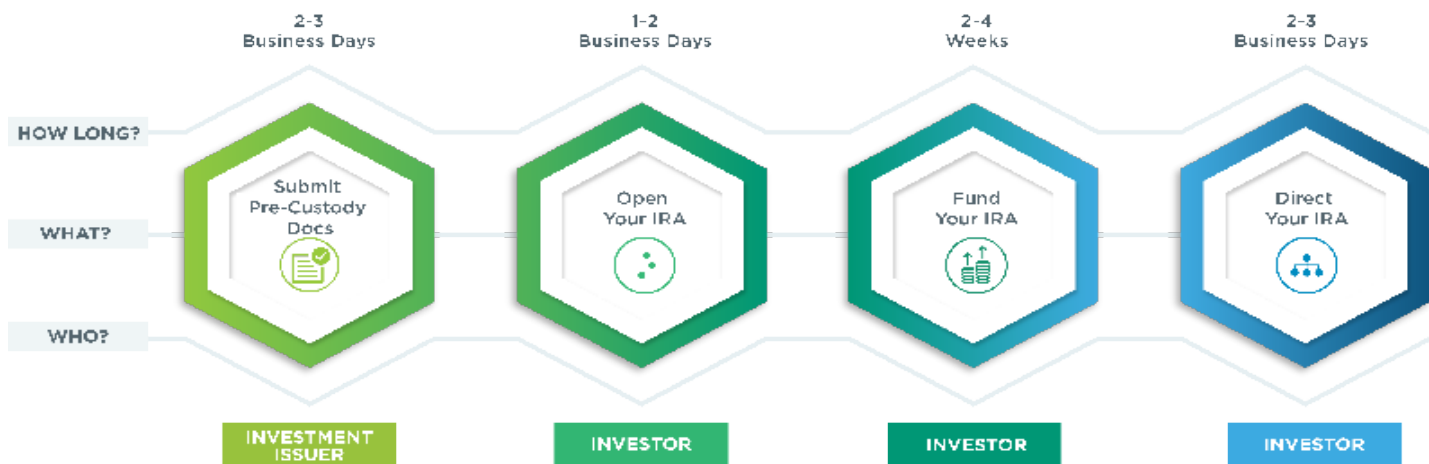 2-3
Business Days
1-2
Business Days
2-4
Weeks
2-3
Business Days
HOW LONG?
WHAT?
WHO?
Submit
Pre-Custody
Docs
Open
Your IRA
Fund
Your IRA
Direct
Your IRA
INVESTMENT
ISSUER
INVESTOR
INVESTOR
INVESTOR